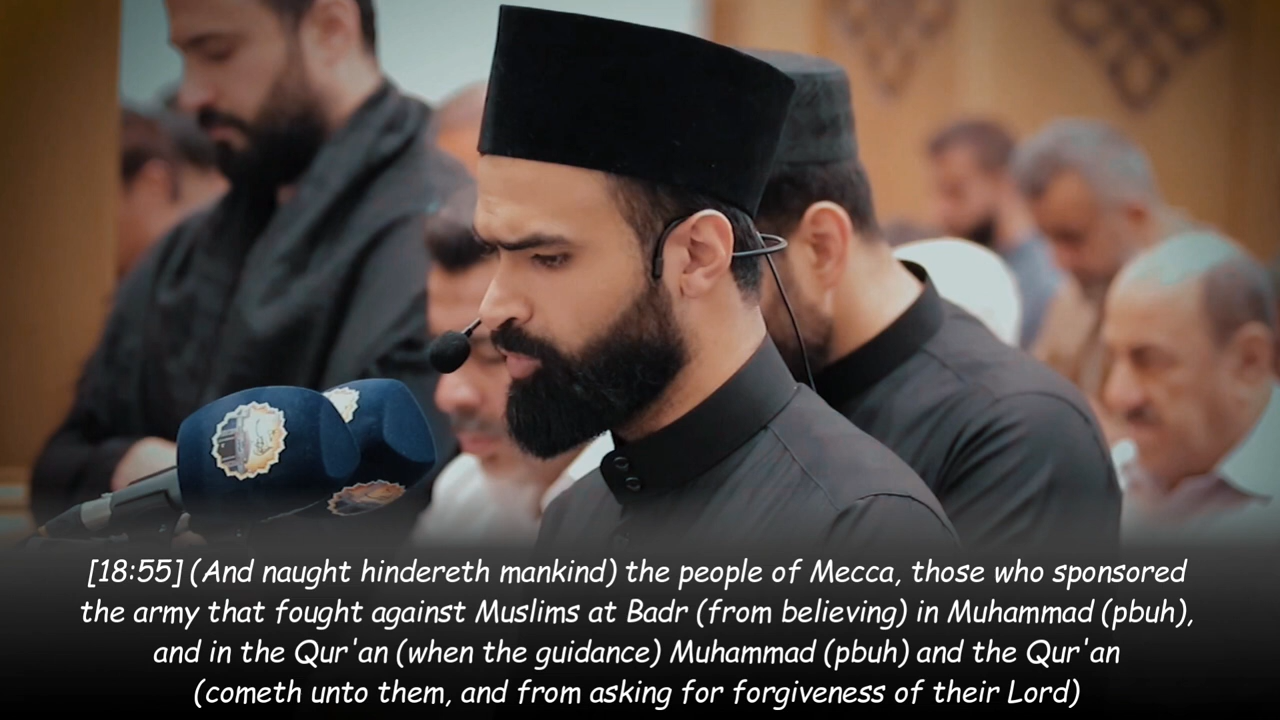 [18:55] (And naught hindereth mankind) the people of Mecca, those who sponsored
the army that fought against Muslims at Badr (from believing) in Muhammad (pbuh),
and in the Qur'an (when the guidance) Muhammad (pbuh) and the Qur'an
(cometh unto them, and from asking for forgiveness of their Lord)